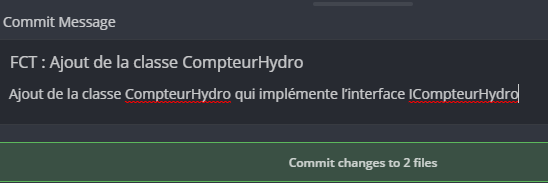 Commit Message
FCT : Ajout de la classe CompteurHydro
Ajout de la classe CompteurHydro qui implémente l’interface ICompteurHydro
Commit changes to 2 files